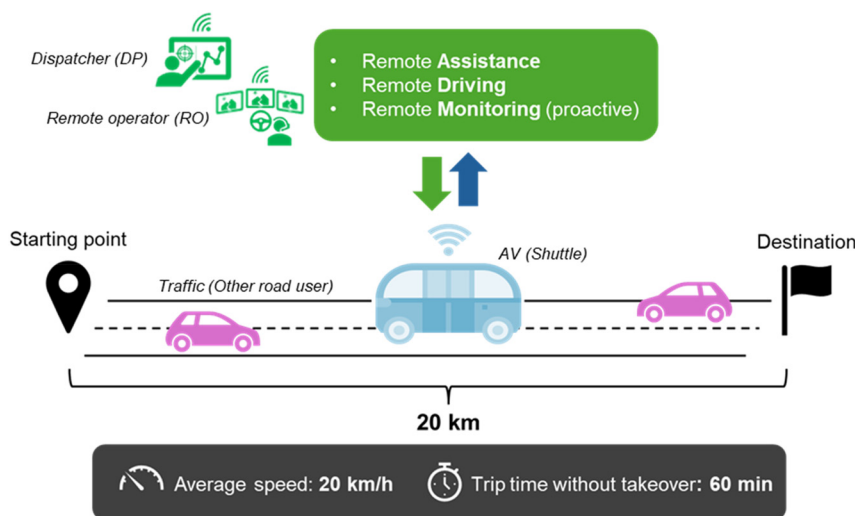 Dispatcher (DP)
Remote operator (RO)
• Remote Assistance
• Remote Driving
• Remote Monitoring (proactive)
Starting point
Traffic (Other road user)
AV (Shuttle)
Destination
20 km
Average speed: 20 km/h
Trip time without takeover: 60 min